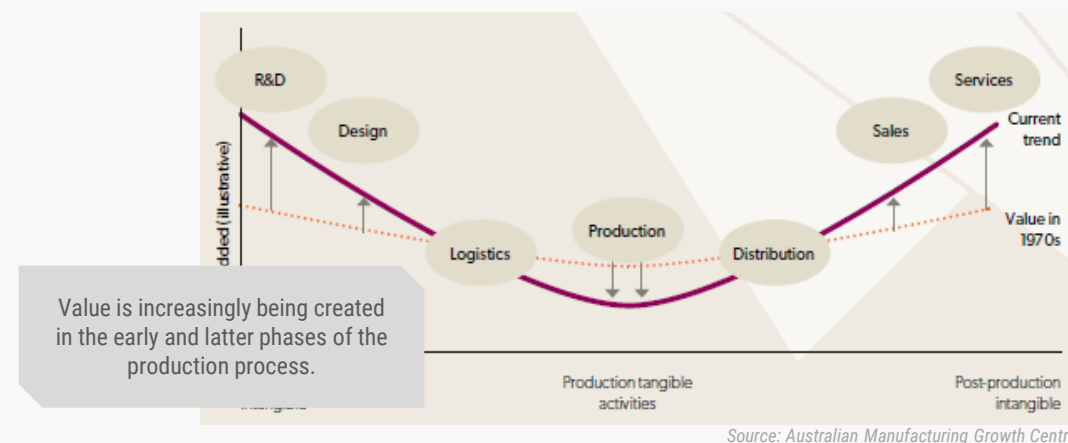 R&D
Services
Design
Sales
Current
trend
Production
Value in
1970s
Logistics
Distribution
(illustrative)
Value is increasingly being created
in the early and latter phases of the
production process.
Production tangible
activities
Post-production
intangible
Source: Australian Manufacturing Growth